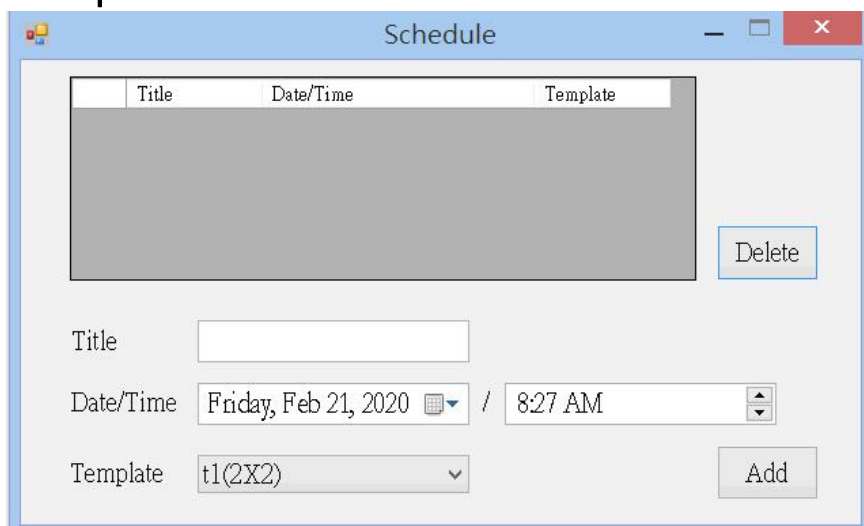 Schedule
Title Date/Time Template
Delete
Title
Date/Time Friday, Feb 21, 2020 / 8:27 AM
Template t1(2X2) Add